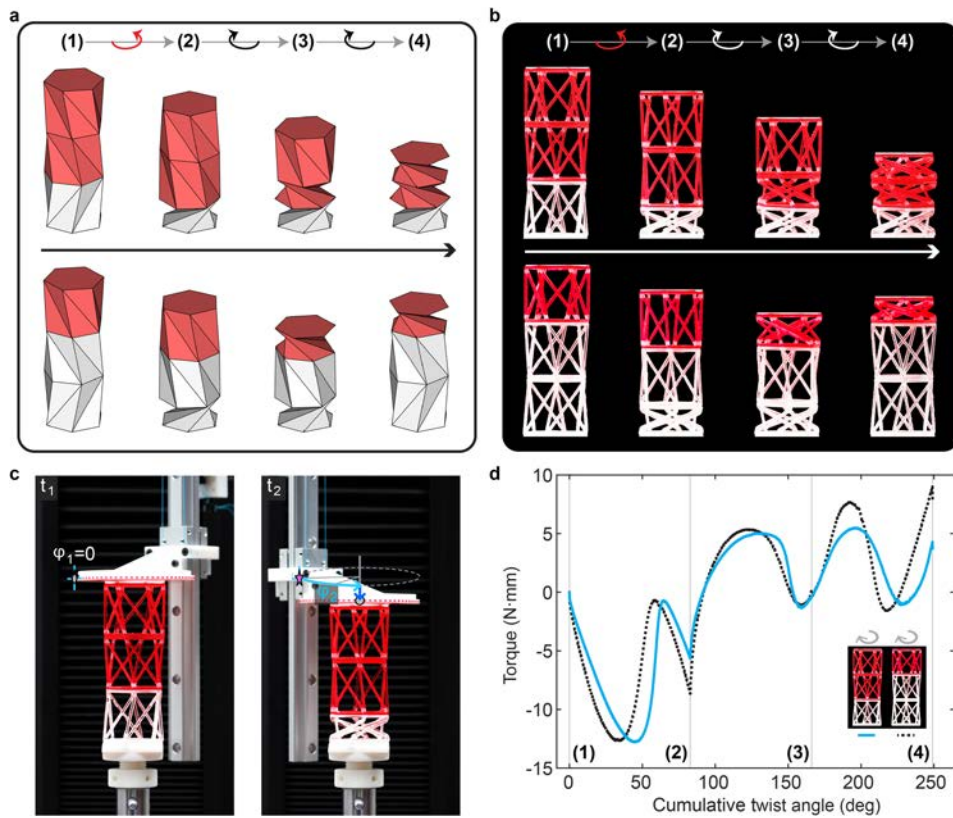 a
(1) (2) (3) (4)
b
(1) (2) (3) (4)
c
t1
φ1=0
t2
φ2
d
10
5
0
-5
-10
-15
Torque (N·mm)
(1) (2) (3) (4)
0 50 100 150 200 250
Cumulative twist angle (deg)